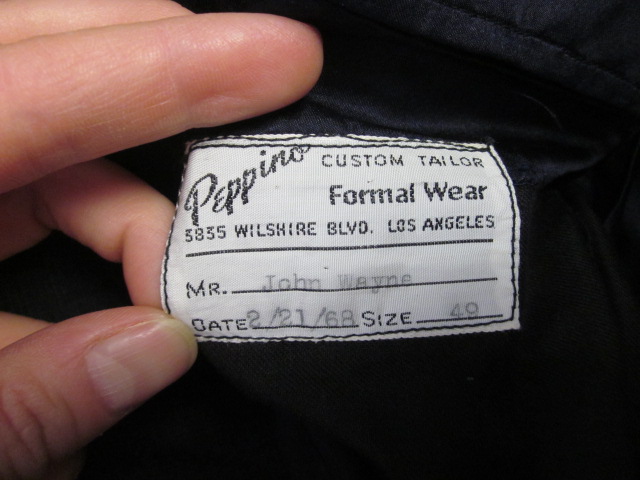 Peppino CUSTOM TAILOR
Formal Wear
3835 WILSHIRE BLVD. LOS ANGELES
MR. John Wayne
DATE 2/21/68 SIZE 49